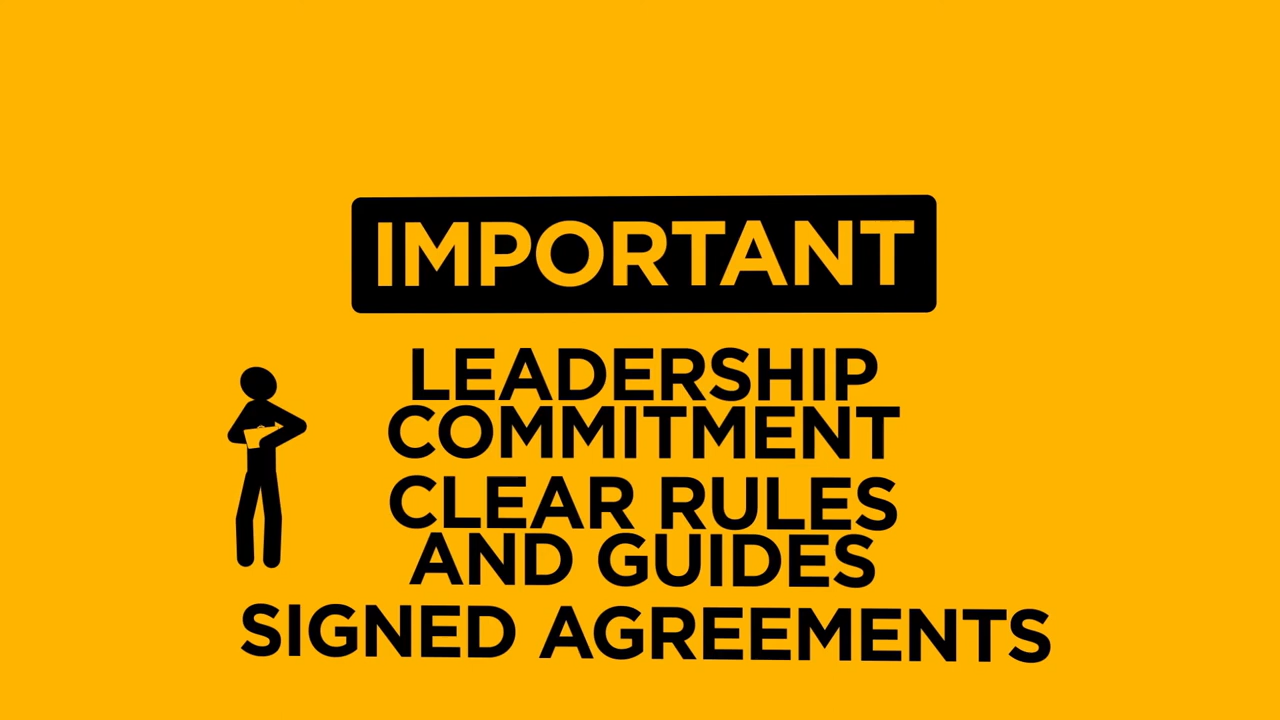 IMPORTANT
LEADERSHIP
COMMITMENT
CLEAR RULES
AND GUIDES
SIGNED AGREEMENTS